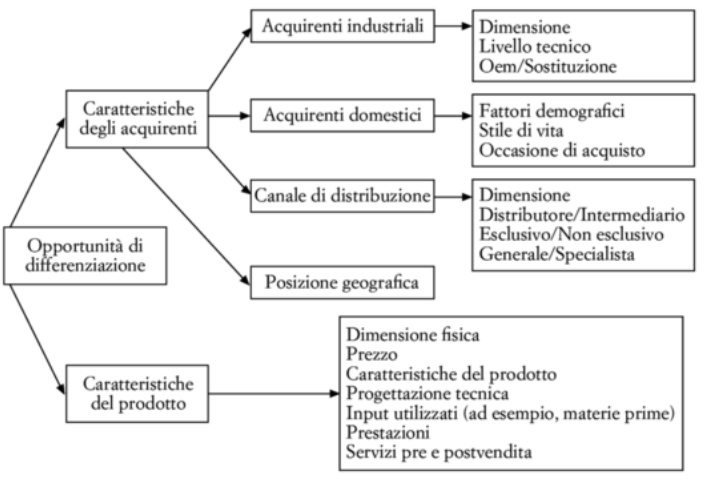 Acquirenti industriali
Dimensione
Livello tecnico
Oem/Sostituzione
Caratteristiche
degli acquirenti
Acquirenti domestici
Fattori demografici
Stile di vita
Occasione di acquisto
Canale di distribuzione
Dimensione
Distributore/Intermediario
Esclusivo/Non esclusivo
Generale/Specialista
Opportunità di
differenziazione
Posizione geografica
Caratteristiche
del prodotto
Dimensione fisica
Prezzo
Caratteristiche del prodotto
Progettazione tecnica
Input utilizzati (ad esempio, materie prime)
Prestazioni
Servizi pre e postvendita